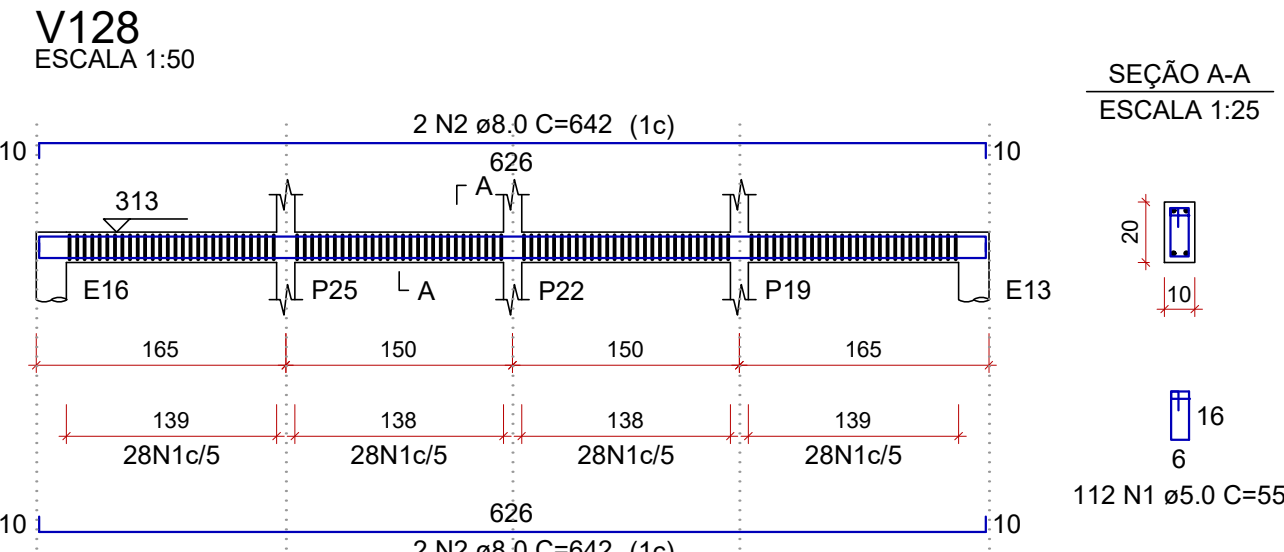 V128
ESCALA 1:50
SEÇÃO A-A
ESCALA 1:25
2 N2 ø8.0 C=642 (1c)
10
626
10
A
313
20
E16
P25
A
P22
P19
E13
10
165
150
150
165
139
138
138
139
28N1c/5
28N1c/5
28N1c/5
28N1c/5
16
6
112 N1 ø5.0 C=55
10
626
10
2 N2 ø8.0 C=642 (1c)